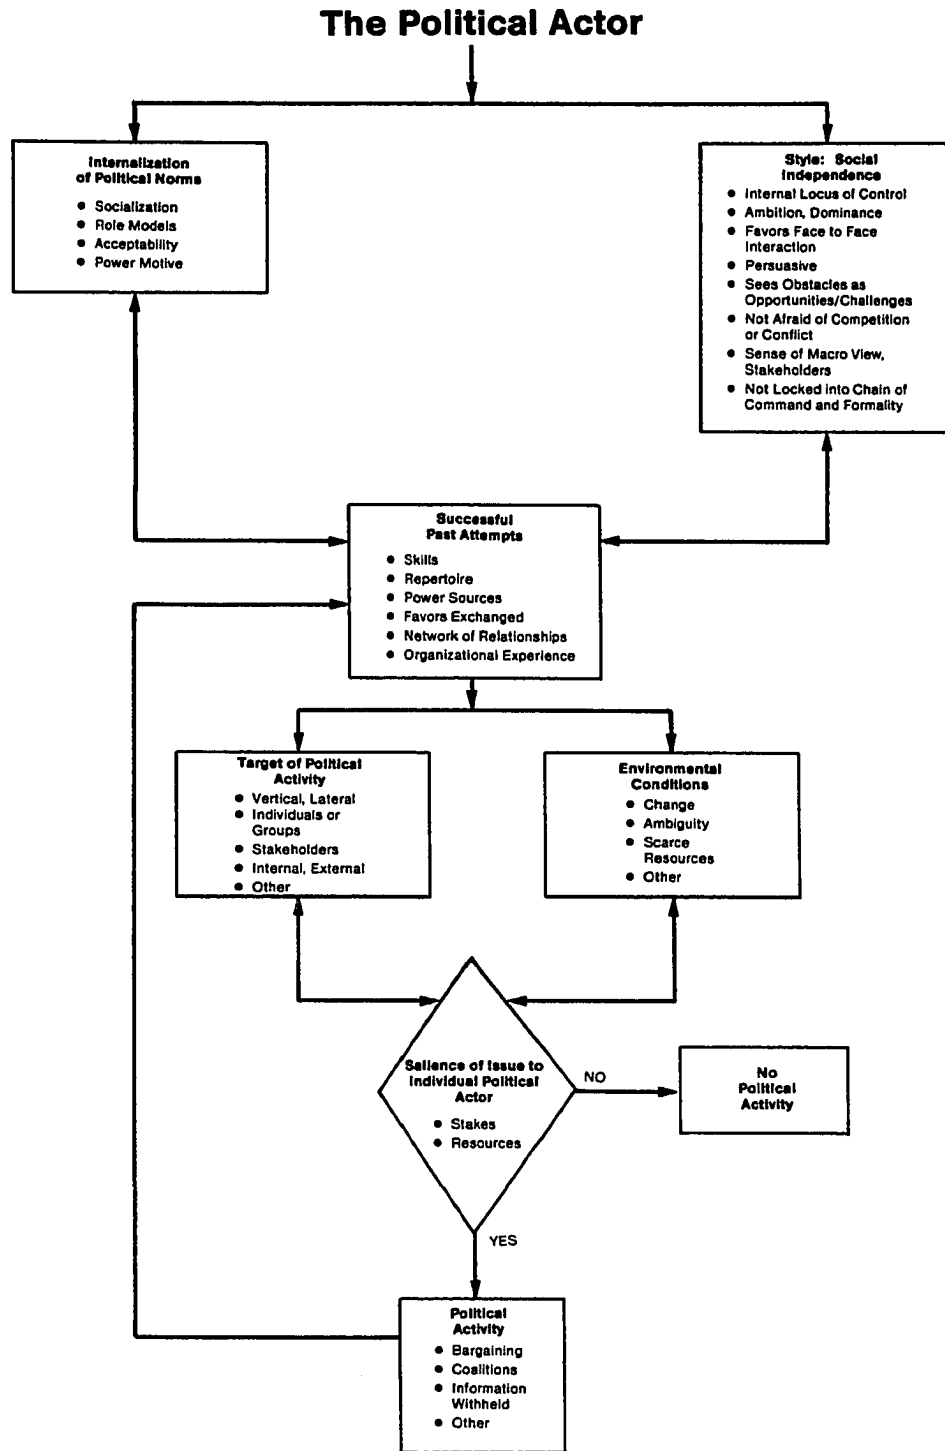 The Political Actor
Internalization
of Political Norms
● Socialization
● Role Models
● Acceptability
● Power Motive
Style: Social
Independence
● Internal Locus of Control
● Ambition, Dominance
● Favors Face to Face
Interaction
● Persuasive
● Sees Obstacles as
Opportunities/Challenges
● Not Afraid of Competition
or Conflict
● Sense of Macro View,
Stakeholders
● Not Locked into Chain of
Command and Formality
Successful
Past Attempts
● Skills
● Repertoire
● Power Sources
● Favors Exchanged
● Network of Relationships
● Organizational Experience
Target of Political
Activity
● Vertical, Lateral
● Individuals or
Groups
● Stakeholders
● Internal, External
● Other
Environmental
Conditions
● Change
● Ambiguity
● Scarce
Resources
● Other
Salience of Issue to
Individual Political
Actor
● Stakes
● Resources
NO
No
Political
Activity
YES
Political
Activity
● Bargaining
● Coalitions
● Information
Withheld
● Other